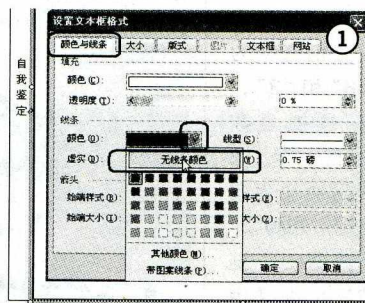 设置文本框格式
颜色与线条 大小 版式 图片 文本框 网站
①
自
我
鉴
定
填充
颜色(C):
透明度(T): 0 %
线条
颜色(O): 线型(S):
虚实(D): (W): 0.75 磅
无线条颜色
箭头
始端样式(B): 样式(E):
始端大小(I): 大小(Z):
其他颜色(M)...
带图案线条(P)...
确定 取消